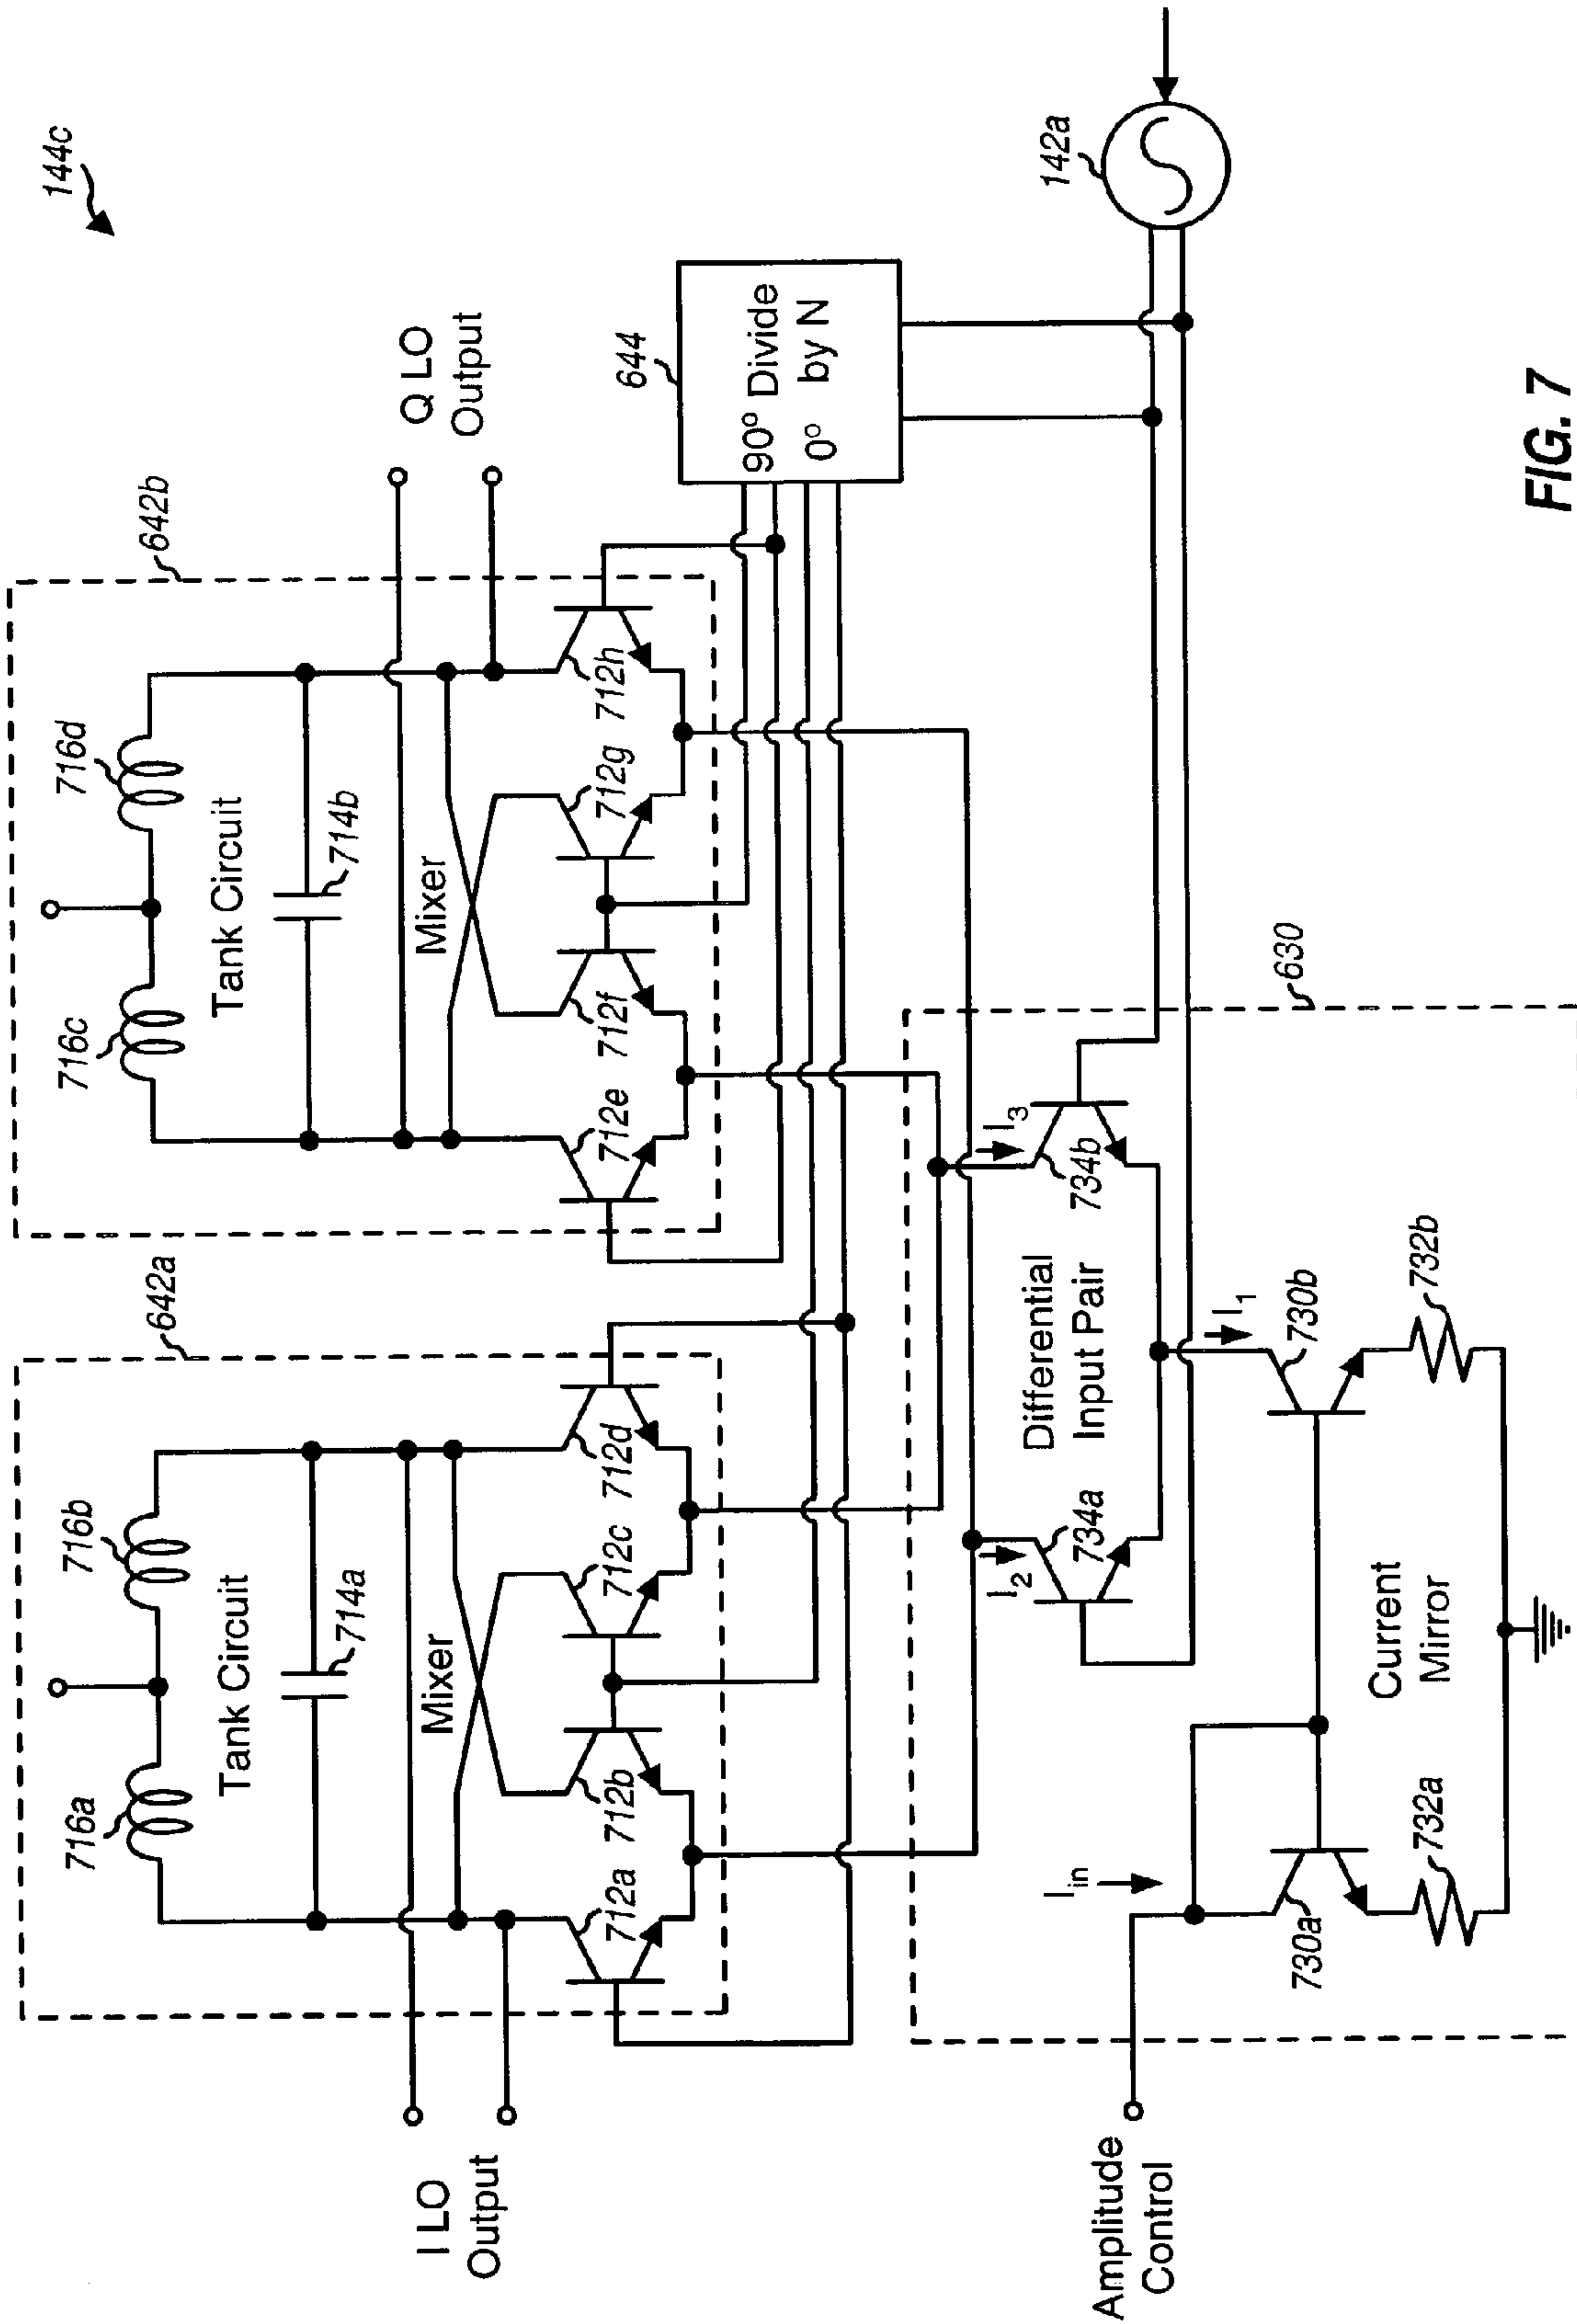 144c
642a
642b
716a
716b
716c
716d
Tank Circuit
Tank Circuit
714a
714b
I LO
Output
Q LO
Output
Mixer
Mixer
712a
712b
712c
712d
712e
712f
712g
712h
644
90° Divide
0° by N
142a
630
I2
I3
734a
734b
Differential
Input Pair
Amplitude
Control
Iin
I1
730a
730b
Current
Mirror
732a
732b
FIG. 7